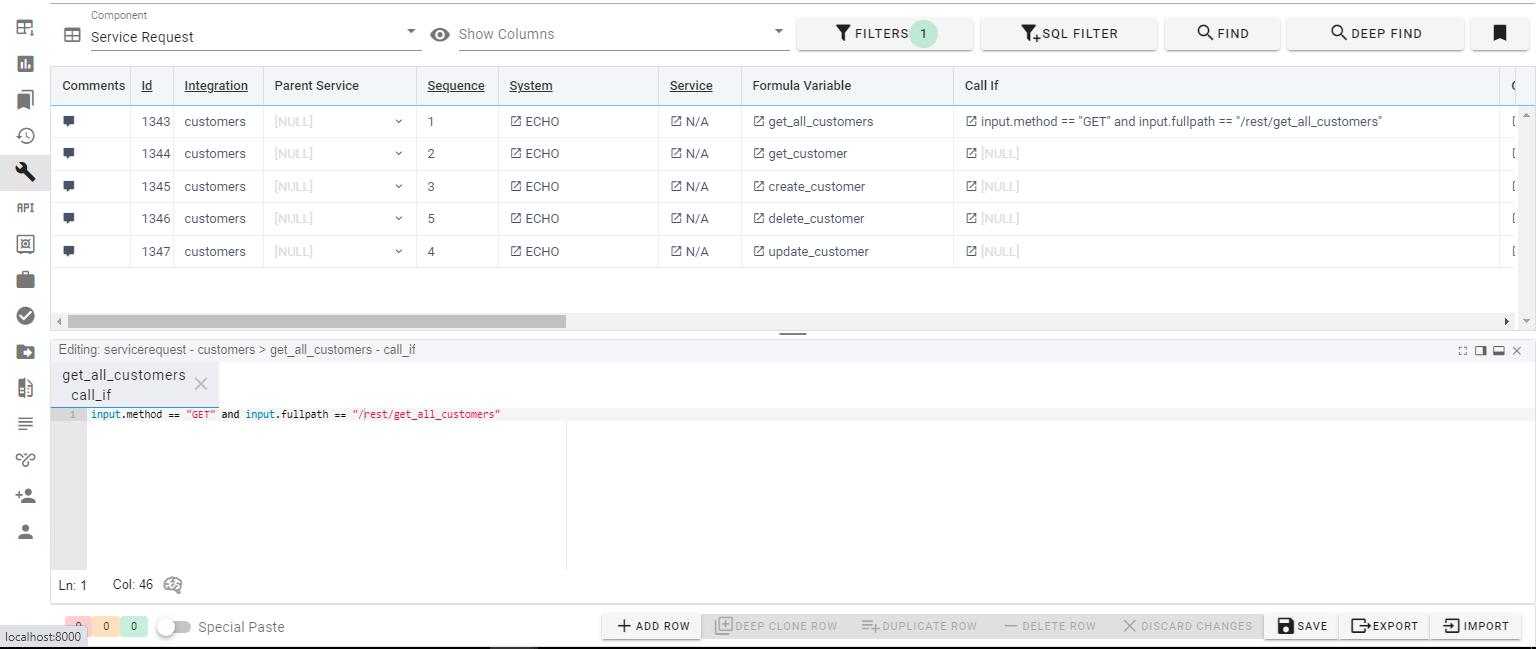 Component
Service Request
Show Columns
FILTERS 1
SQL FILTER
FIND
DEEP FIND
Comments Id Integration Parent Service Sequence System Service Formula Variable Call If
1343 customers [NULL] 1 ECHO N/A get_all_customers input.method == "GET" and input.fullpath == "/rest/get_all_customers"
1344 customers [NULL] 2 ECHO N/A get_customer [NULL]
1345 customers [NULL] 3 ECHO N/A create_customer [NULL]
1346 customers [NULL] 5 ECHO N/A delete_customer [NULL]
1347 customers [NULL] 4 ECHO N/A update_customer [NULL]
API
Editing: servicerequest - customers > get_all_customers - call_if
get_all_customers
call_if
1 input.method == "GET" and input.fullpath == "/rest/get_all_customers"
Ln: 1 Col: 46
0 0 0 Special Paste
ADD ROW DEEP CLONE ROW DUPLICATE ROW DELETE ROW DISCARD CHANGES SAVE EXPORT IMPORT
localhost:8000